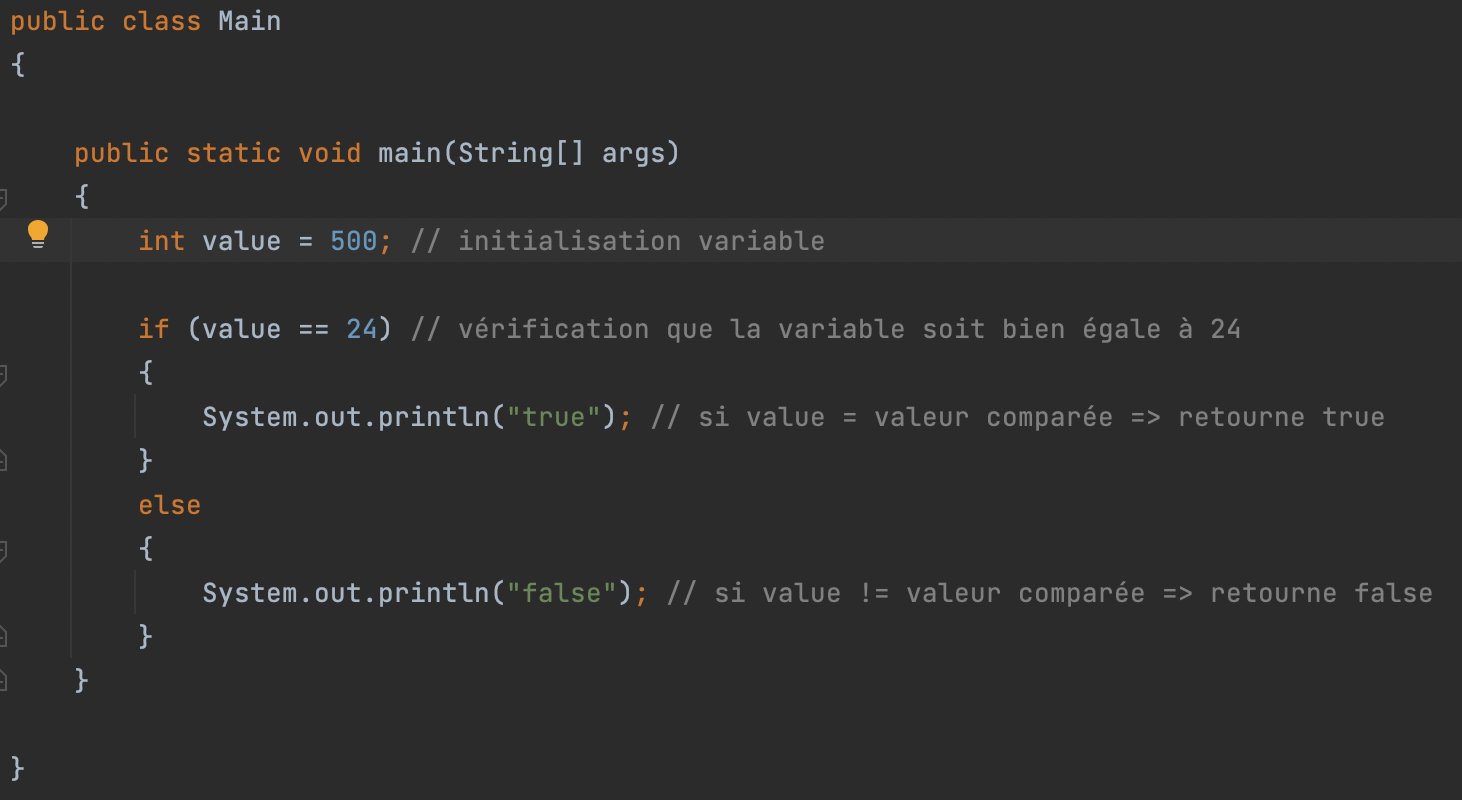 public class Main
{
public static void main(String[] args)
{
int value = 500; // initialisation variable
if (value == 24) // vérification que la variable soit bien égale à 24
{
System.out.println("true"); // si value = valeur comparée => retourne true
}
else
{
System.out.println("false"); // si value != valeur comparée => retourne false
}
}
}